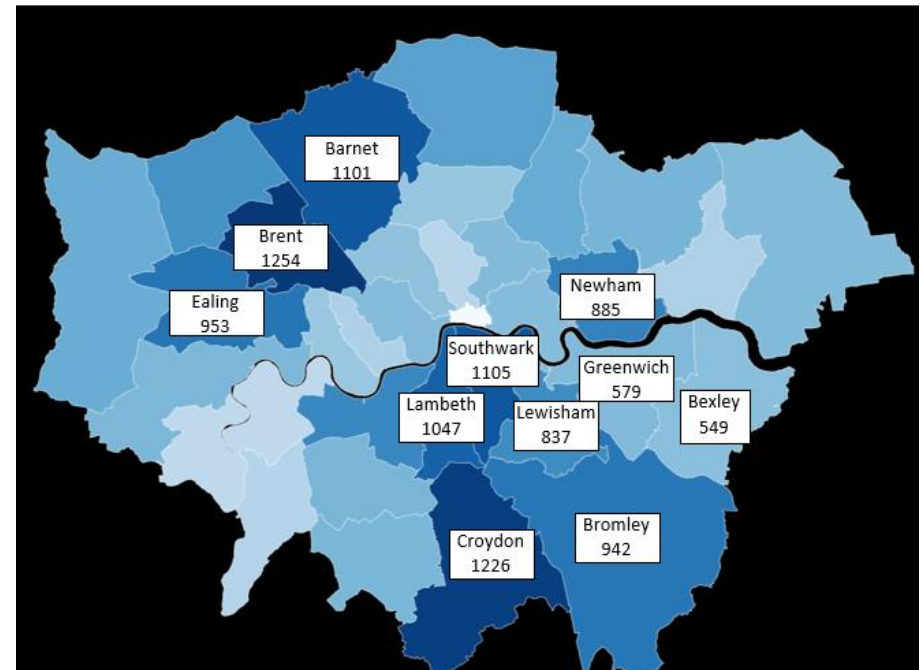 Barnet
1101
Brent
1254
Ealing
953
Newham
885
Southwark
1105
Greenwich
579
Lambeth
1047
Lewisham
837
Bexley
549
Croydon
1226
Bromley
942